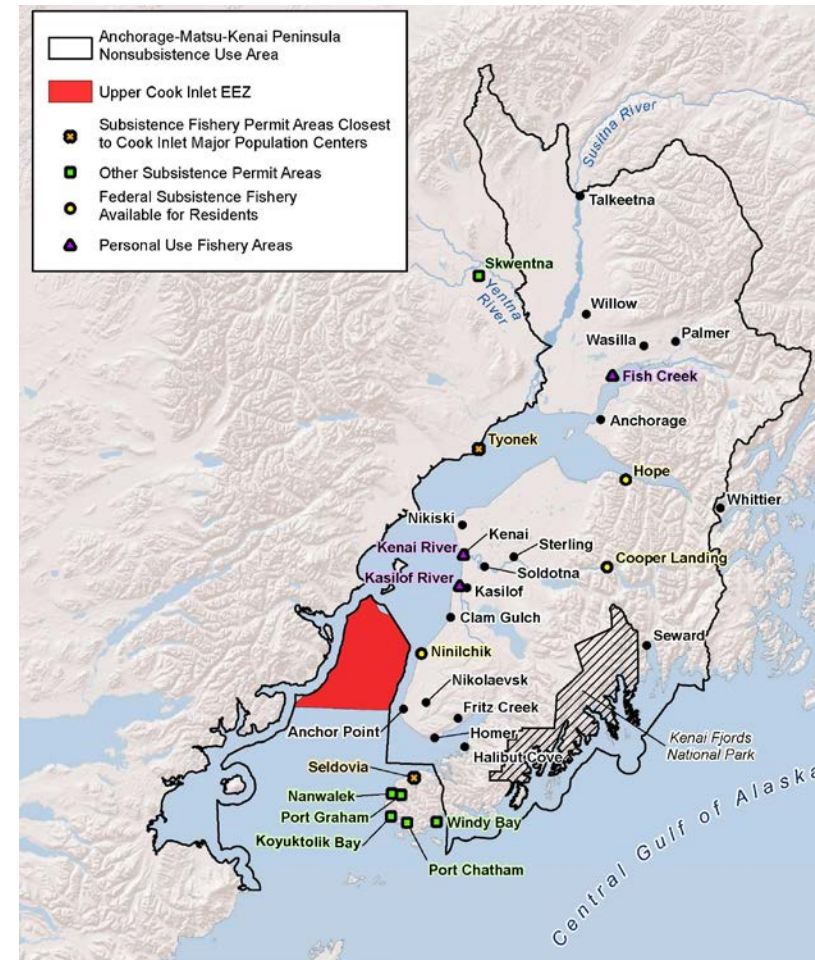 Anchorage-Matsu-Kenai Peninsula
Nonsubsistence Use Area
Upper Cook Inlet EEZ
Subsistence Fishery Permit Areas Closest
to Cook Inlet Major Population Centers
Other Subsistence Permit Areas
Federal Subsistence Fishery
Available for Residents
Personal Use Fishery Areas
Susitna River
Talkeetna
Skwentna
Yentna
River
Willow
Wasilla
Palmer
Fish Creek
Anchorage
Tyonek
Hope
Whittier
Nikiski
Kenai
Kenai River
Sterling
Cooper Landing
Soldotna
Kasilof River
Kasilof
Clam Gulch
Seward
Ninilchik
Nikolaevsk
Fritz Creek
Anchor Point
Homer
Kenai Fjords
National Park
Halibut Cove
Seldovia
Nanwalek
Port Graham
Windy Bay
Koyuktolik Bay
Port Chatham
Central Gulf of Alaska